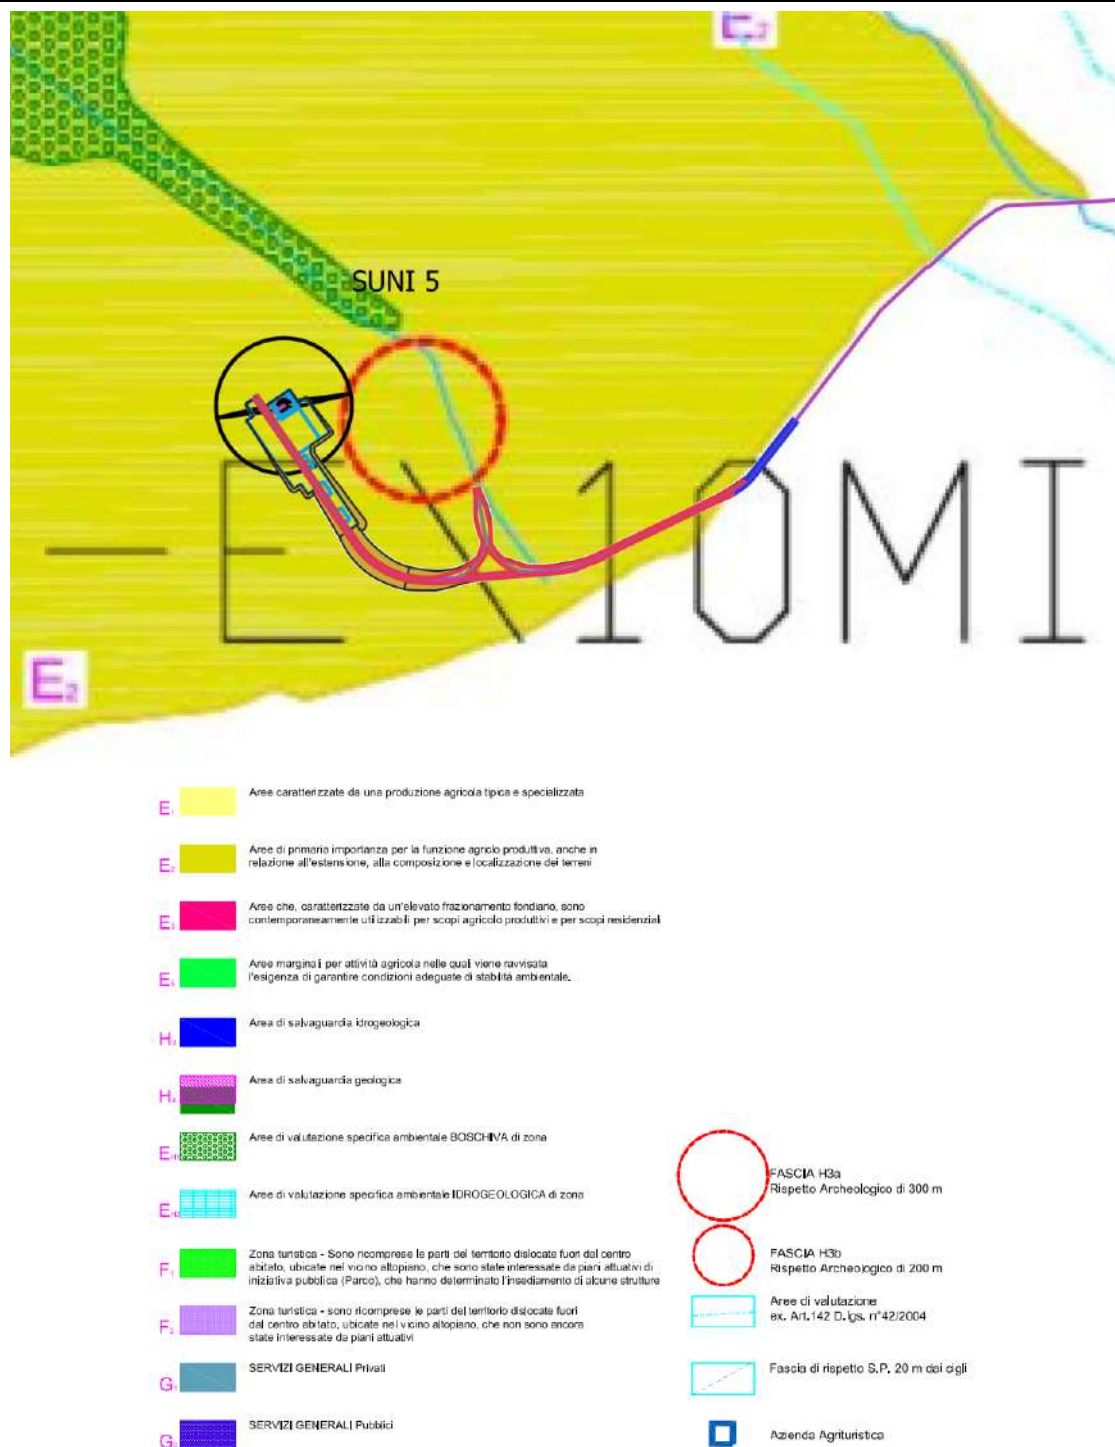 E₂
SUNI 5
E\10MI
E₂
E₁ Aree caratterizzate da una produzione agricola tipica e specializzata
E₂ Aree di primaria importanza per la funzione agriclo produttiva, anche in
relazione all'estensione, alla composizione e localizzazione dei terreni
E₃ Aree che, caratterizzate da un'elevato frazionamento fondiario, sono
contemporaneamente utilizzabili per scopi agricolo produttivi e per scopi residenziali
E Aree marginali per attività agricola nelle quali viene ravvisata
l'esigenza di garantire condizioni adeguate di stabilità ambientale.
H Area di salvaguardia idrogeologica
H Area di salvaguardia geologica
E Aree di valutazione specifica ambientale BOSCHIVA di zona
E Aree di valutazione specifica ambientale IDROGEOLOGICA di zona
F₁ Zona turistica - Sono ricomprese le parti del territorio dislocate fuori dal centro
abitato, ubicate nel vicino altopiano, che sono state interessate da piani attuativi di
iniziativa pubblica (Parco), che hanno determinato l'insediamento di alcune strutture
F₂ Zona turistica - sono ricomprese le parti del territorio dislocate fuori
dal centro abitato, ubicate nel vicino altopiano, che non sono ancora
state interessate da piani attuativi
G₁ SERVIZI GENERALI Privati
G₂ SERVIZI GENERALI Pubblici
FASCIA H3a
Rispetto Archeologico di 300 m
FASCIA H3b
Rispetto Archeologico di 200 m
Aree di valutazione
ex. Art.142 D.lgs. n°42/2004
Fascia di rispetto S.P. 20 m dai cigli
Azienda Agrituristica